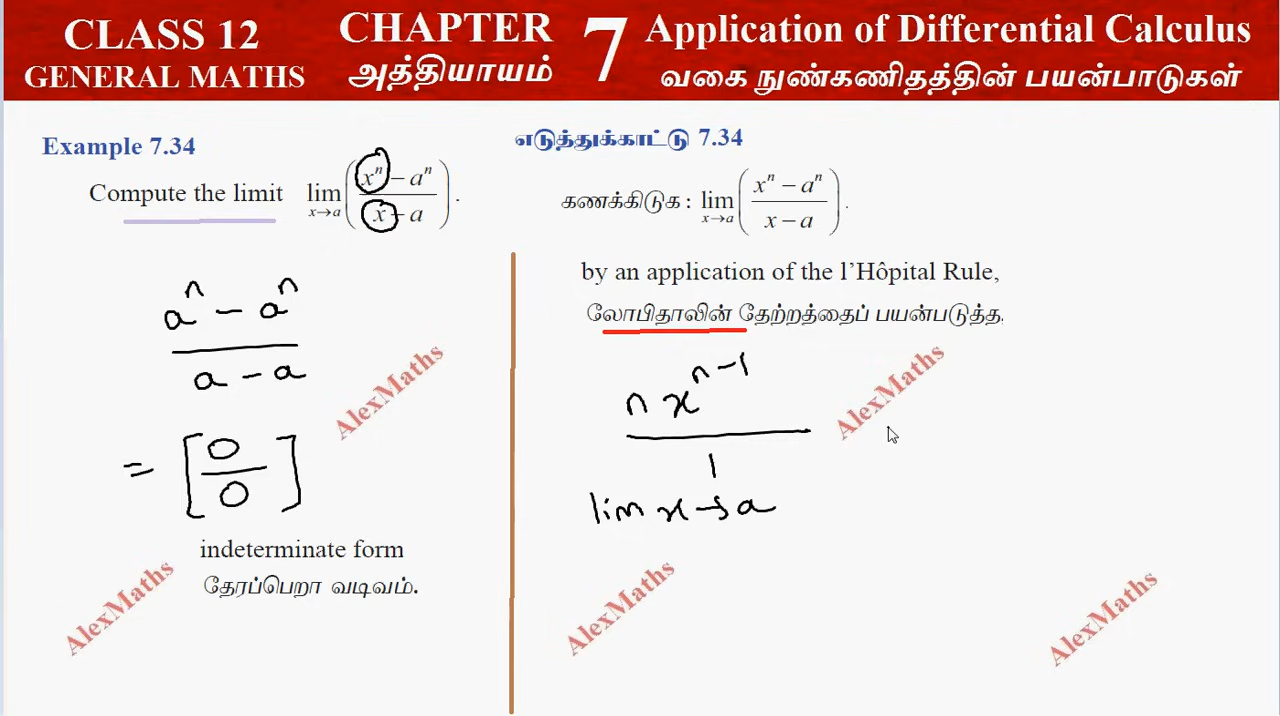 CLASS 12
GENERAL MATHS
CHAPTER
அத்தியாயம்
7
Application of Differential Calculus
வகை நுண்கணிதத்தின் பயன்பாடுகள்
Example 7.34
Compute the limit lim x→a ( xⁿ − aⁿ / x − a ) .
aⁿ − aⁿ
a − a
= [ 0 / 0 ]
indeterminate form
தேரப்பெறா வடிவம்.
AlexMaths
AlexMaths
எடுத்துக்காட்டு 7.34
கணக்கிடுக : lim x→a ( xⁿ − aⁿ / x − a ) .
by an application of the l’Hôpital Rule,
லோபிதாலின் தேற்றத்தைப் பயன்படுத்த,
n xⁿ⁻¹
1
lim x→a
AlexMaths
AlexMaths
AlexMaths